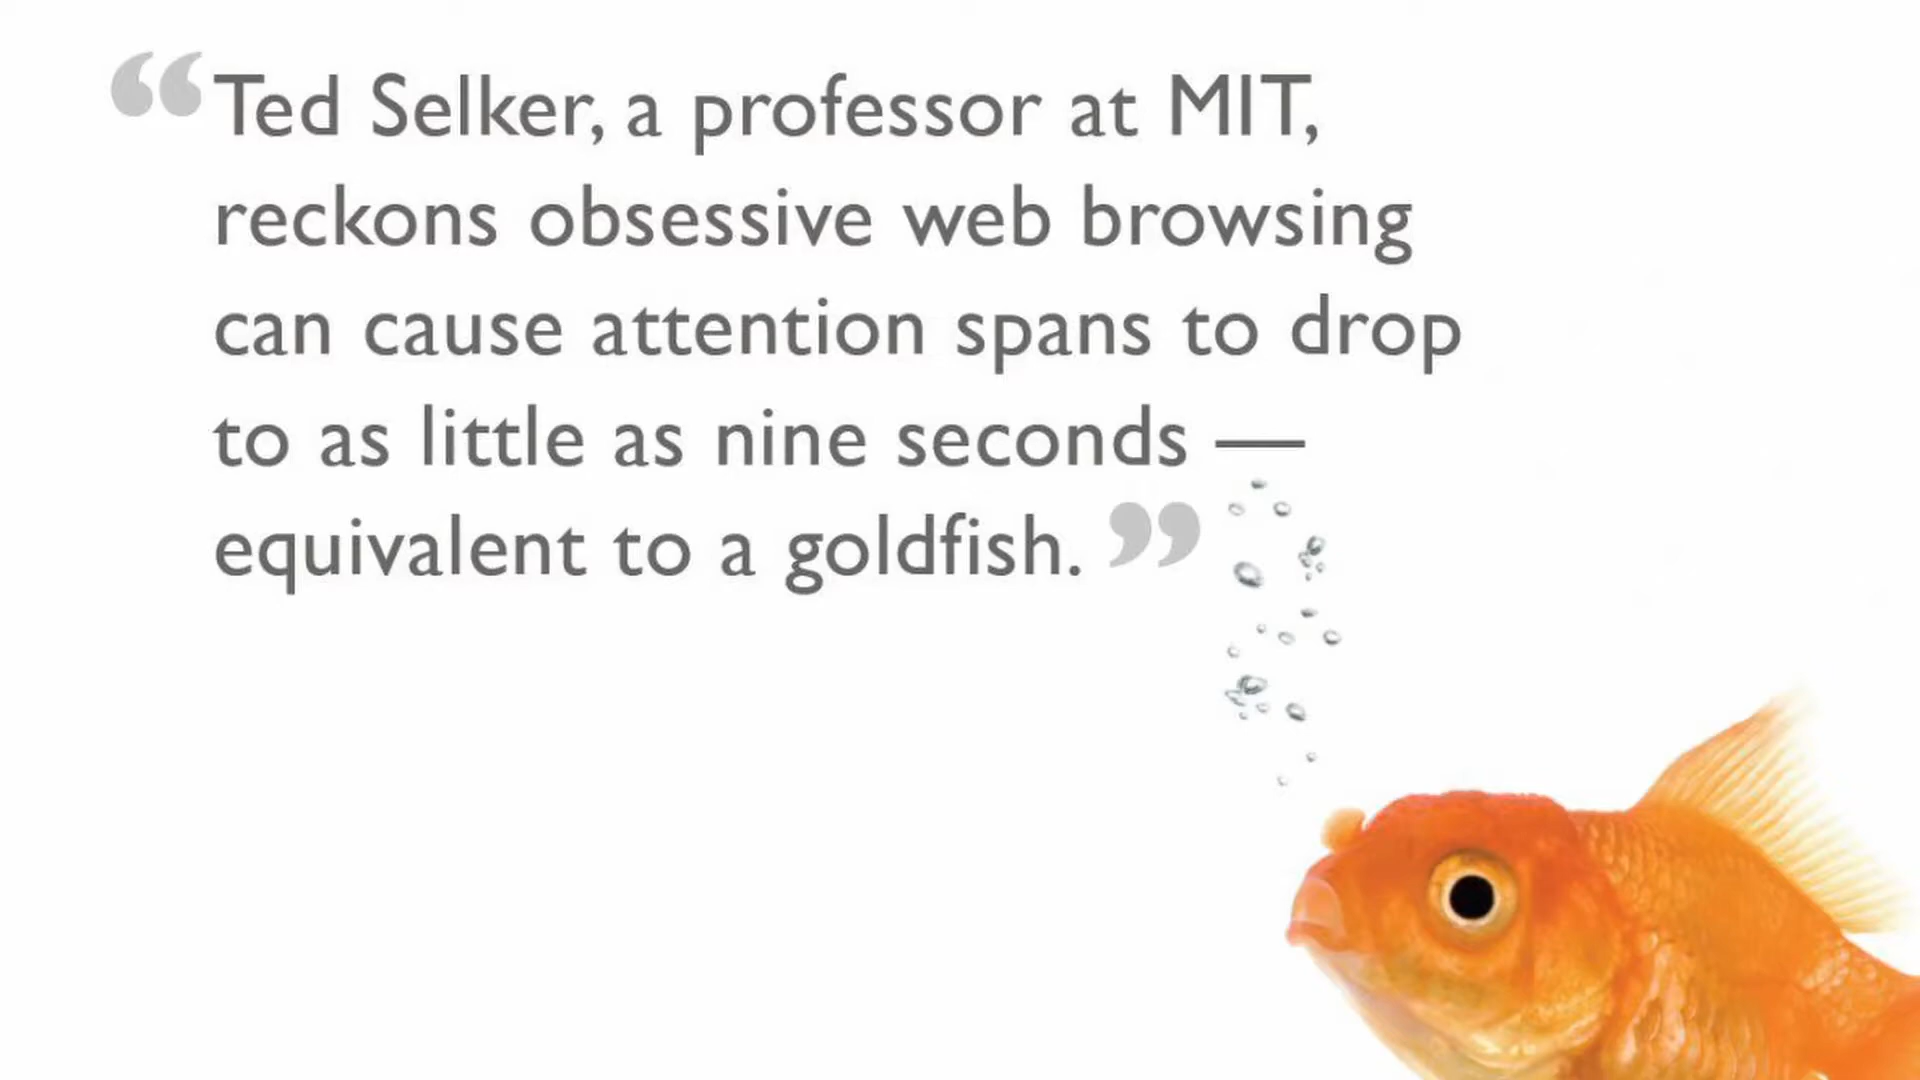 “Ted Selker, a professor at MIT,
reckons obsessive web browsing
can cause attention spans to drop
to as little as nine seconds —
equivalent to a goldfish.”